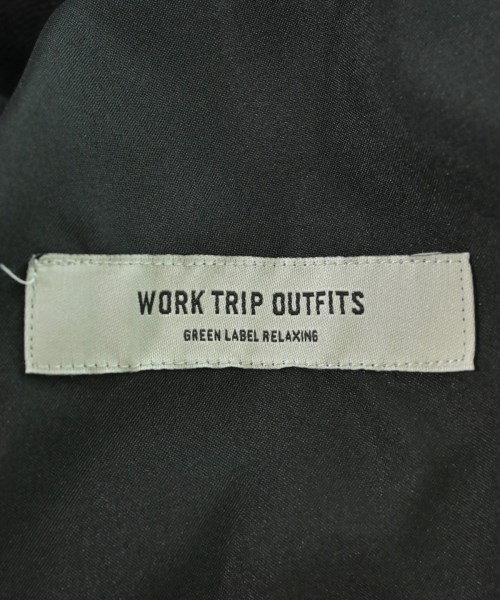 WORK TRIP OUTFITS
GREEN LABEL RELAXING